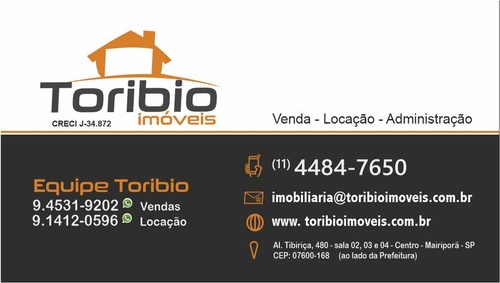 Toribio
imóveis
CRECI J-34.872
Venda - Locação - Administração
Equipe Toribio
9.4531-9202 Vendas
9.1412-0596 Locação
(11) 4484-7650
imobiliaria@toribioimoveis.com.br
www. toribioimoveis.com.br
Al. Tibiriça, 480 - sala 02, 03 e 04 - Centro - Mairiporã - SP
CEP: 07600-168 (ao lado da Prefeitura)